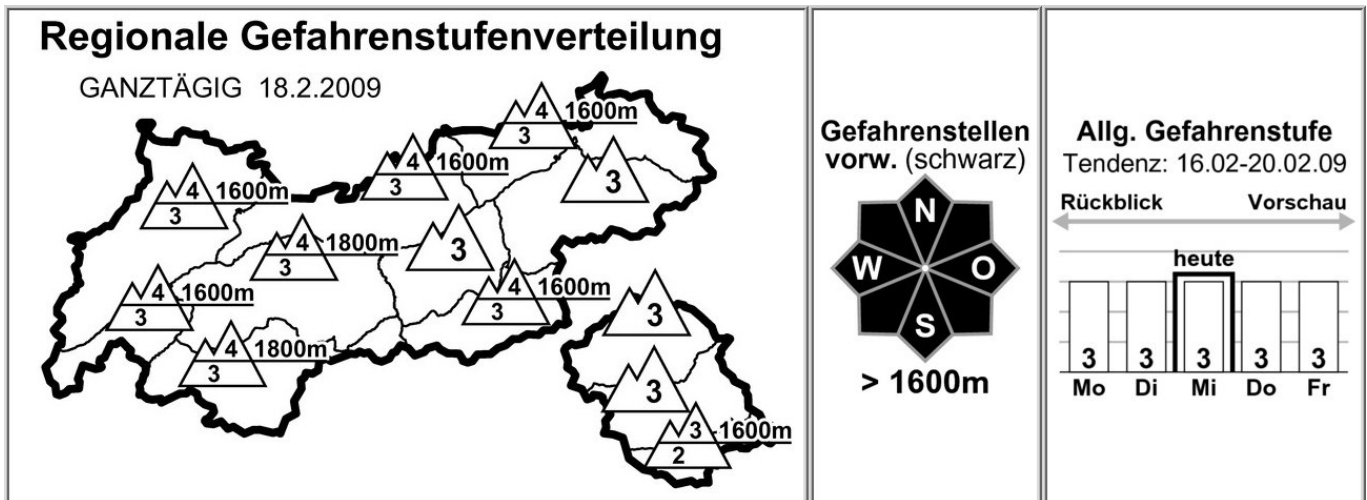 Regionale Gefahrenstufenverteilung
GANZTÄGIG 18.2.2009
4 1600m
3
4 1600m
3
3
4 1600m
3
4 1800m
3
3
4 1600m
3
4 1600m
3
3
4 1800m
3
3
3 1600m
2
Gefahrenstellen
vorw. (schwarz)
N
W O
S
> 1600m
Allg. Gefahrenstufe
Tendenz: 16.02-20.02.09
Rückblick Vorschau
heute
3 3 3 3 3
Mo Di Mi Do Fr